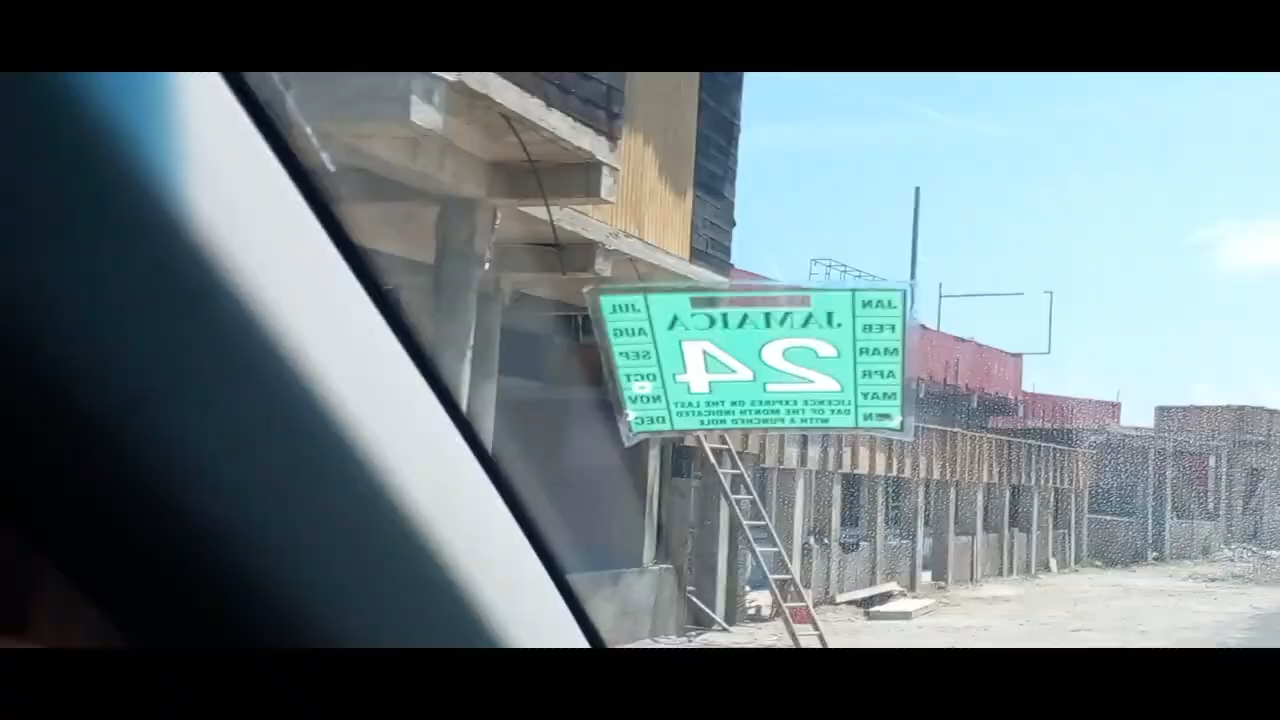 JAMAICA
24
LICENCE EXPIRES ON THE LAST
DAY OF THE MONTH INDICATED
WITH A PUNCHED HOLE
JAN
FEB
MAR
APR
MAY
JUL
AUG
SEP
OCT
NOV
DEC